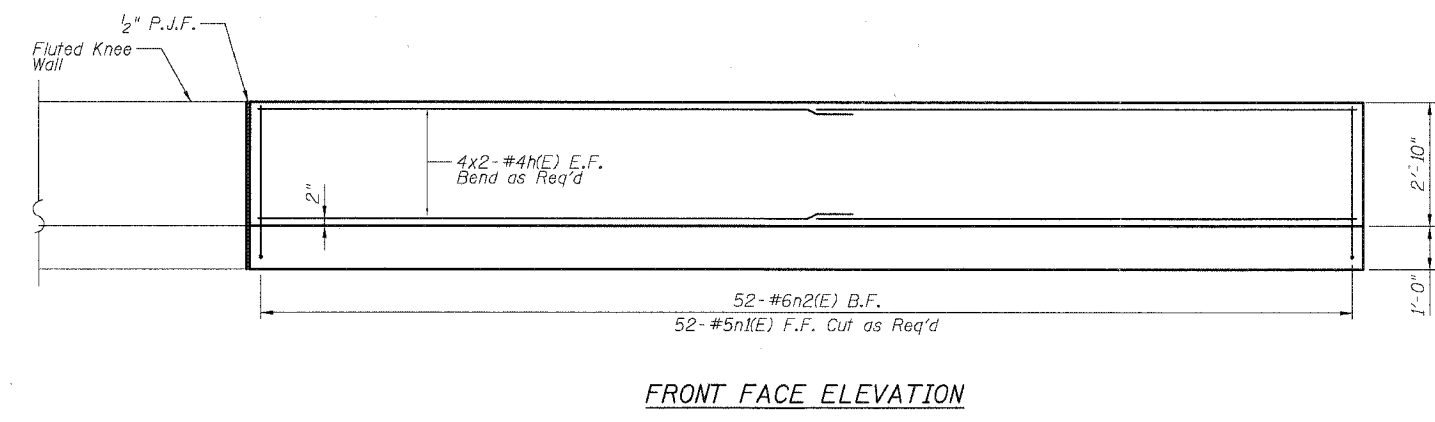 ½" P.J.F.
Fluted Knee
Wall
4x2-#4h(E) E.F.
Bend as Req'd
2"
2'-10"
1'-0"
52-#6n2(E) B.F.
52-#5n1(E) F.F. Cut as Req'd
FRONT FACE ELEVATION